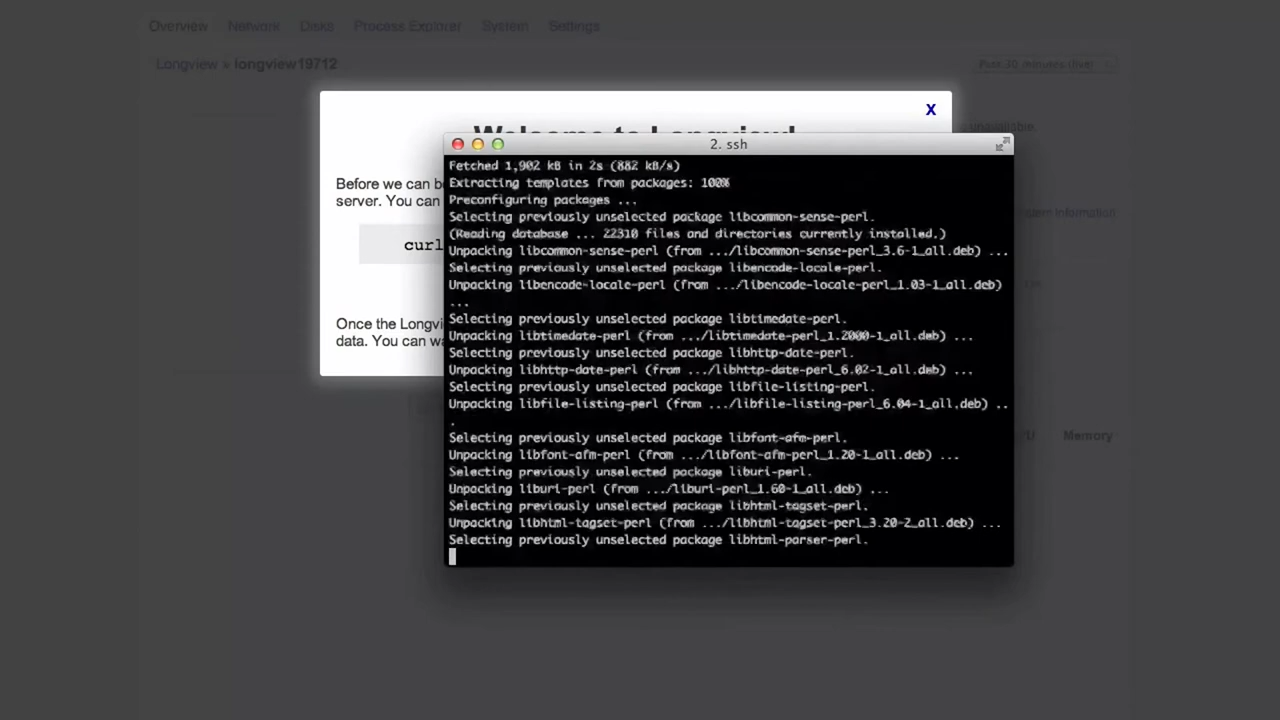 Overview Network Disks Process Explorer System Settings
Longview » longview19712
Past 30 minutes (live)
X
Welcome to Longview!
Before we can be
server. You can
curl
Once the Longvi
data. You can wa
2. ssh
Fetched 1,902 kB in 2s (882 kB/s)
Extracting templates from packages: 100%
Preconfiguring packages ...
Selecting previously unselected package libcommon-sense-perl.
(Reading database ... 22310 files and directories currently installed.)
Unpacking libcommon-sense-perl (from .../libcommon-sense-perl_3.6-1_all.deb) ...
Selecting previously unselected package libencode-locale-perl.
Unpacking libencode-locale-perl (from .../libencode-locale-perl_1.03-1_all.deb)
...
Selecting previously unselected package libtimedate-perl.
Unpacking libtimedate-perl (from .../libtimedate-perl_1.2000-1_all.deb) ...
Selecting previously unselected package libhttp-date-perl.
Unpacking libhttp-date-perl (from .../libhttp-date-perl_6.02-1_all.deb) ...
Selecting previously unselected package libfile-listing-perl.
Unpacking libfile-listing-perl (from .../libfile-listing-perl_6.04-1_all.deb) ..
.
Selecting previously unselected package libfont-afm-perl.
Unpacking libfont-afm-perl (from .../libfont-afm-perl_1.20-1_all.deb) ...
Selecting previously unselected package liburi-perl.
Unpacking liburi-perl (from .../liburi-perl_1.60-1_all.deb) ...
Selecting previously unselected package libhtml-tagset-perl.
Unpacking libhtml-tagset-perl (from .../libhtml-tagset-perl_3.20-2_all.deb) ...
Selecting previously unselected package libhtml-parser-perl.
unavailable
Information
Memory